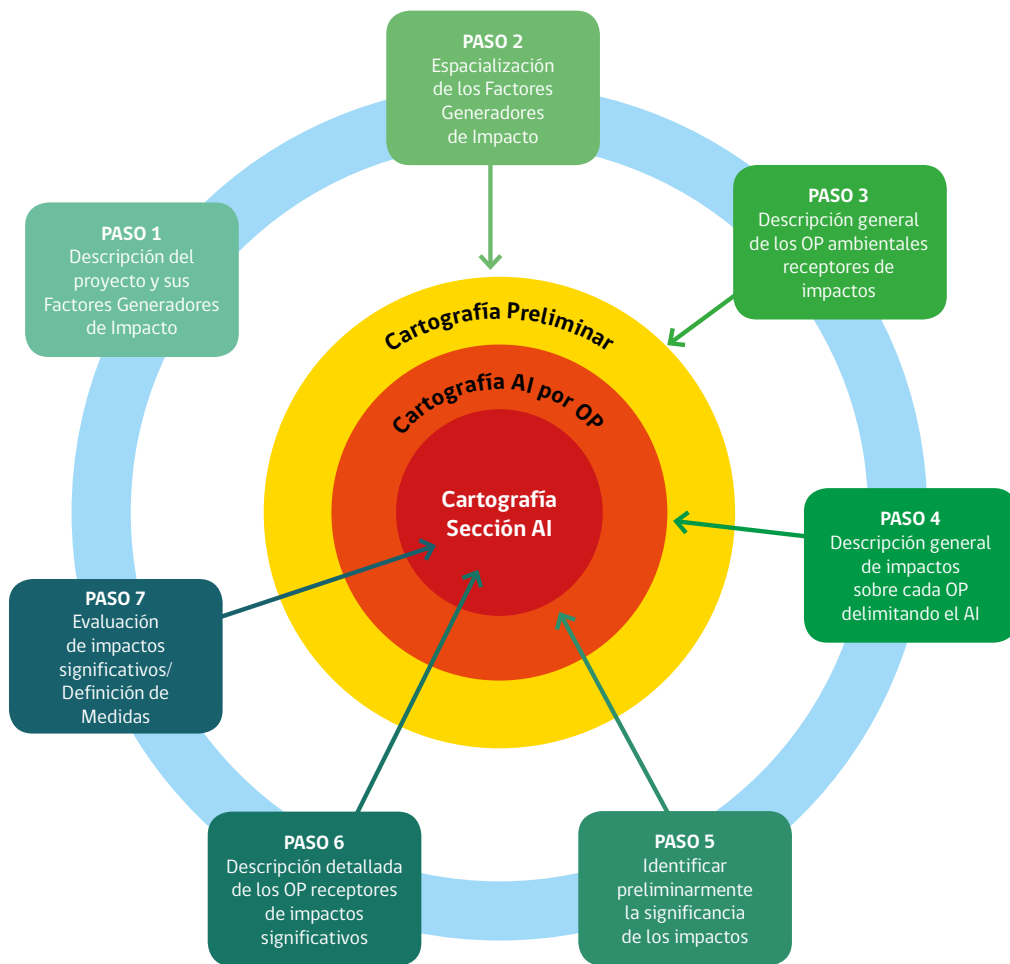 PASO 1
Descripción del
proyecto y sus
Factores Generadores
de Impacto
PASO 2
Espacialización
de los Factores
Generadores
de Impacto
PASO 3
Descripción general
de los OP ambientales
receptores de
impactos
PASO 4
Descripción general
de impactos
sobre cada OP
delimitando el AI
PASO 5
Identificar
preliminarmente
la significancia
de los impactos
PASO 6
Descripción detallada
de los OP receptores
de impactos
significativos
PASO 7
Evaluación
de impactos
significativos/
Definición de
Medidas
Cartografía Preliminar
Cartografía AI por OP
Cartografía
Sección AI